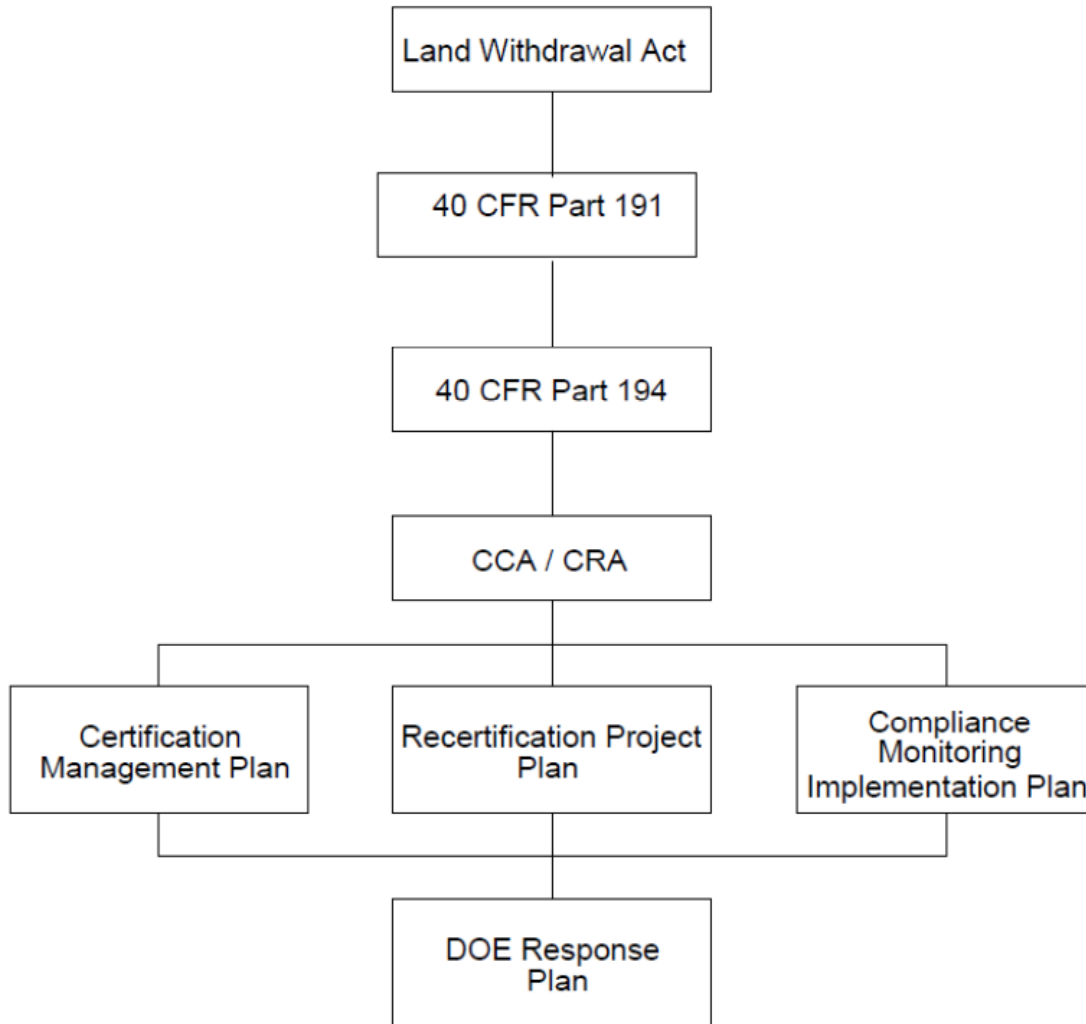 Land Withdrawal Act
40 CFR Part 191
40 CFR Part 194
CCA / CRA
Certification
Management Plan
Recertification Project
Plan
Compliance
Monitoring
Implementation Plan
DOE Response
Plan